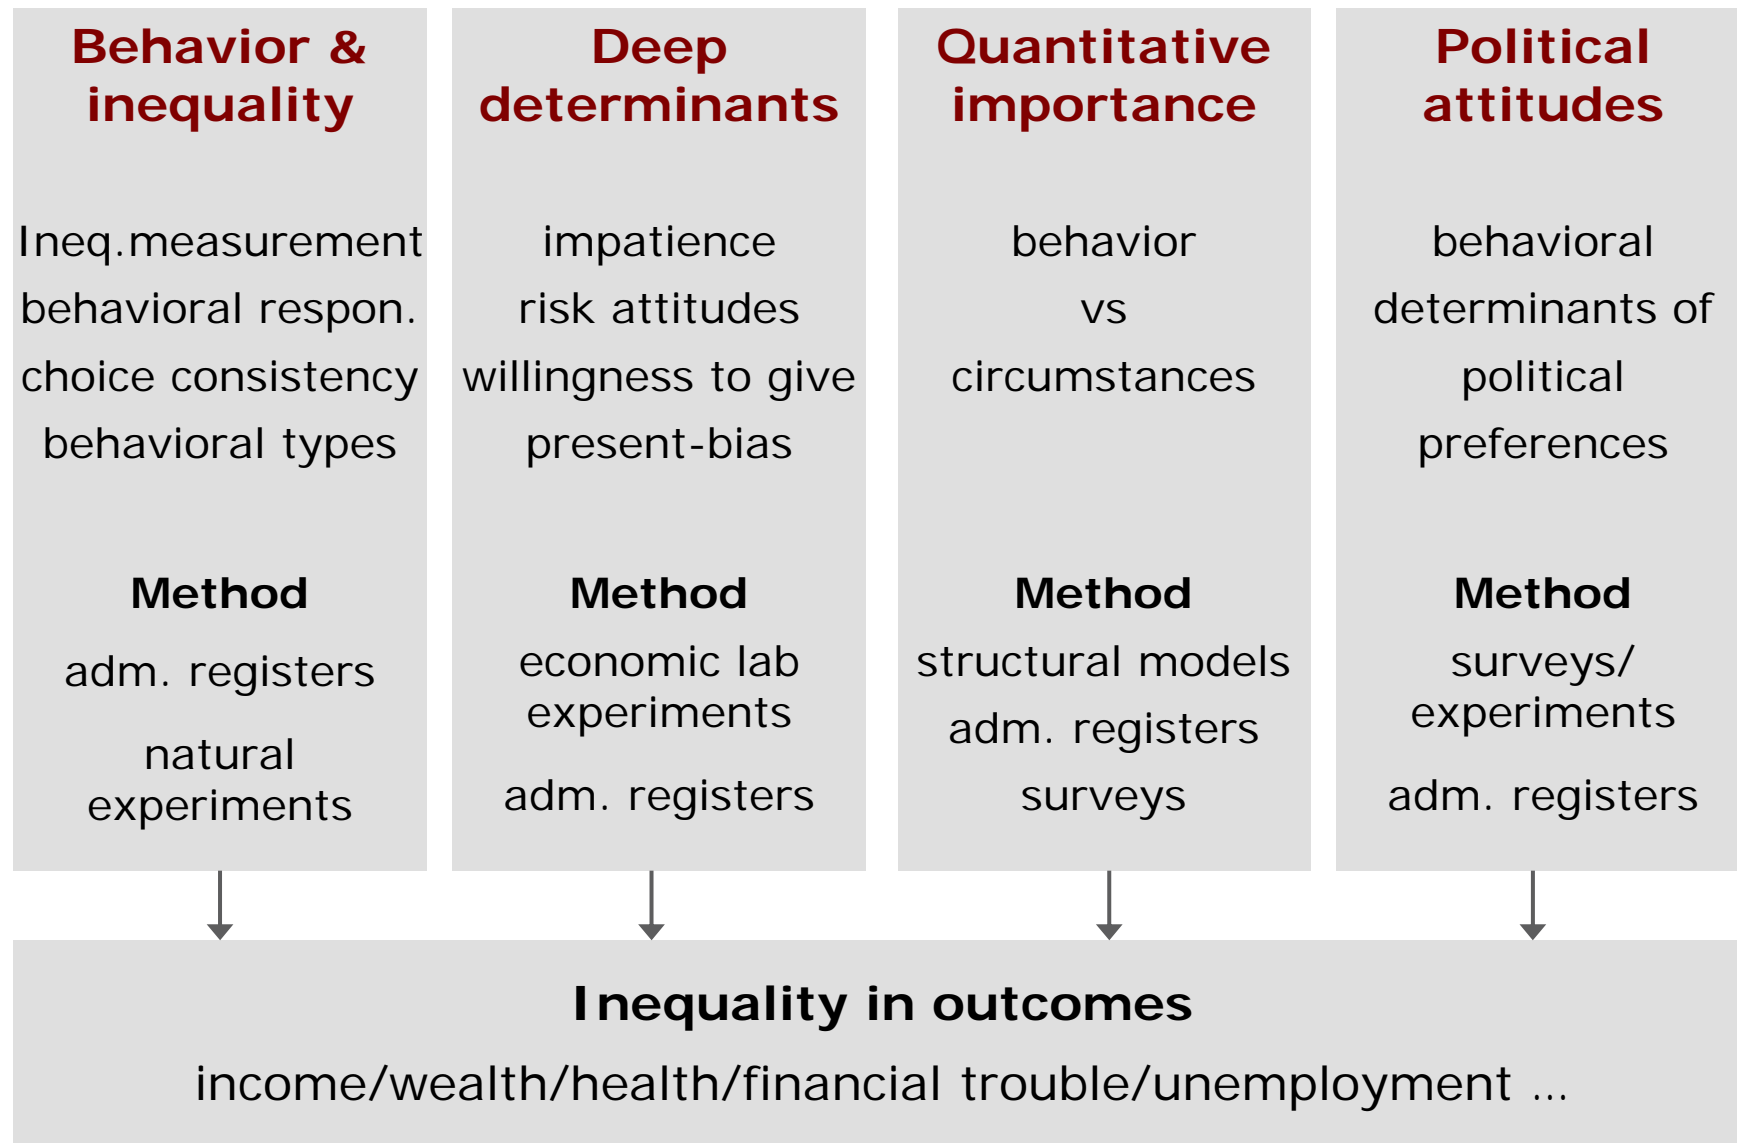 Behavior &
inequality
Ineq.measurement
behavioral respon.
choice consistency
behavioral types
Method
adm. registers
natural
experiments
Deep
determinants
impatience
risk attitudes
willingness to give
present-bias
Method
economic lab
experiments
adm. registers
Quantitative
importance
behavior
vs
circumstances
Method
structural models
adm. registers
surveys
Political
attitudes
behavioral
determinants of
political
preferences
Method
surveys/
experiments
adm. registers
Inequality in outcomes
income/wealth/health/financial trouble/unemployment ...